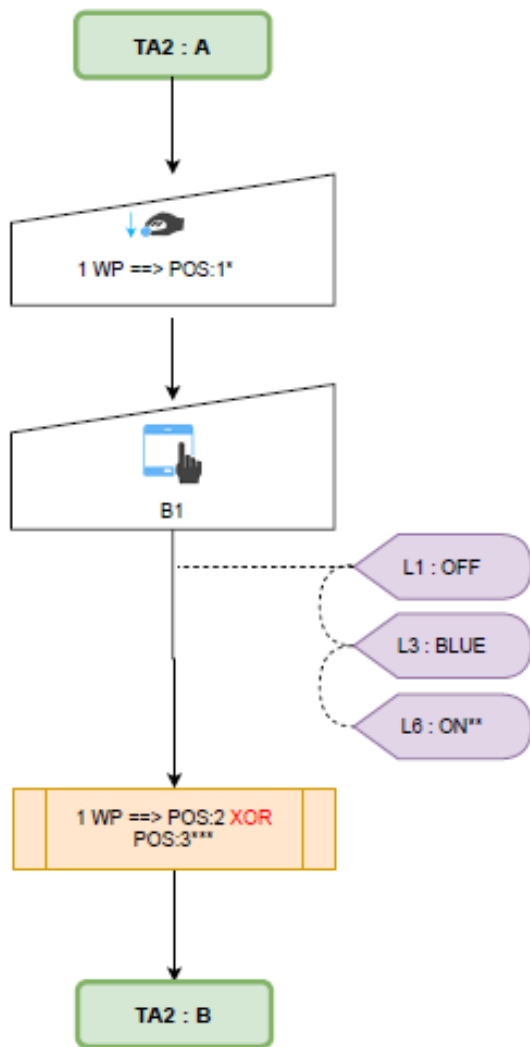 TA2 : A
1 WP ==> POS:1*
B1
L1 : OFF
L3 : BLUE
L6 : ON**
1 WP ==> POS:2 XOR
POS:3***
TA2 : B